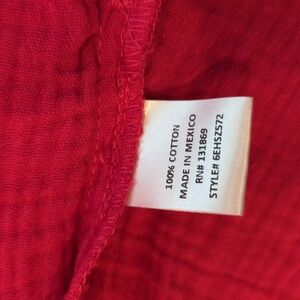 100% COTTON
MADE IN MEXICO
RN# 131869
STYLE# 6EHSZ572